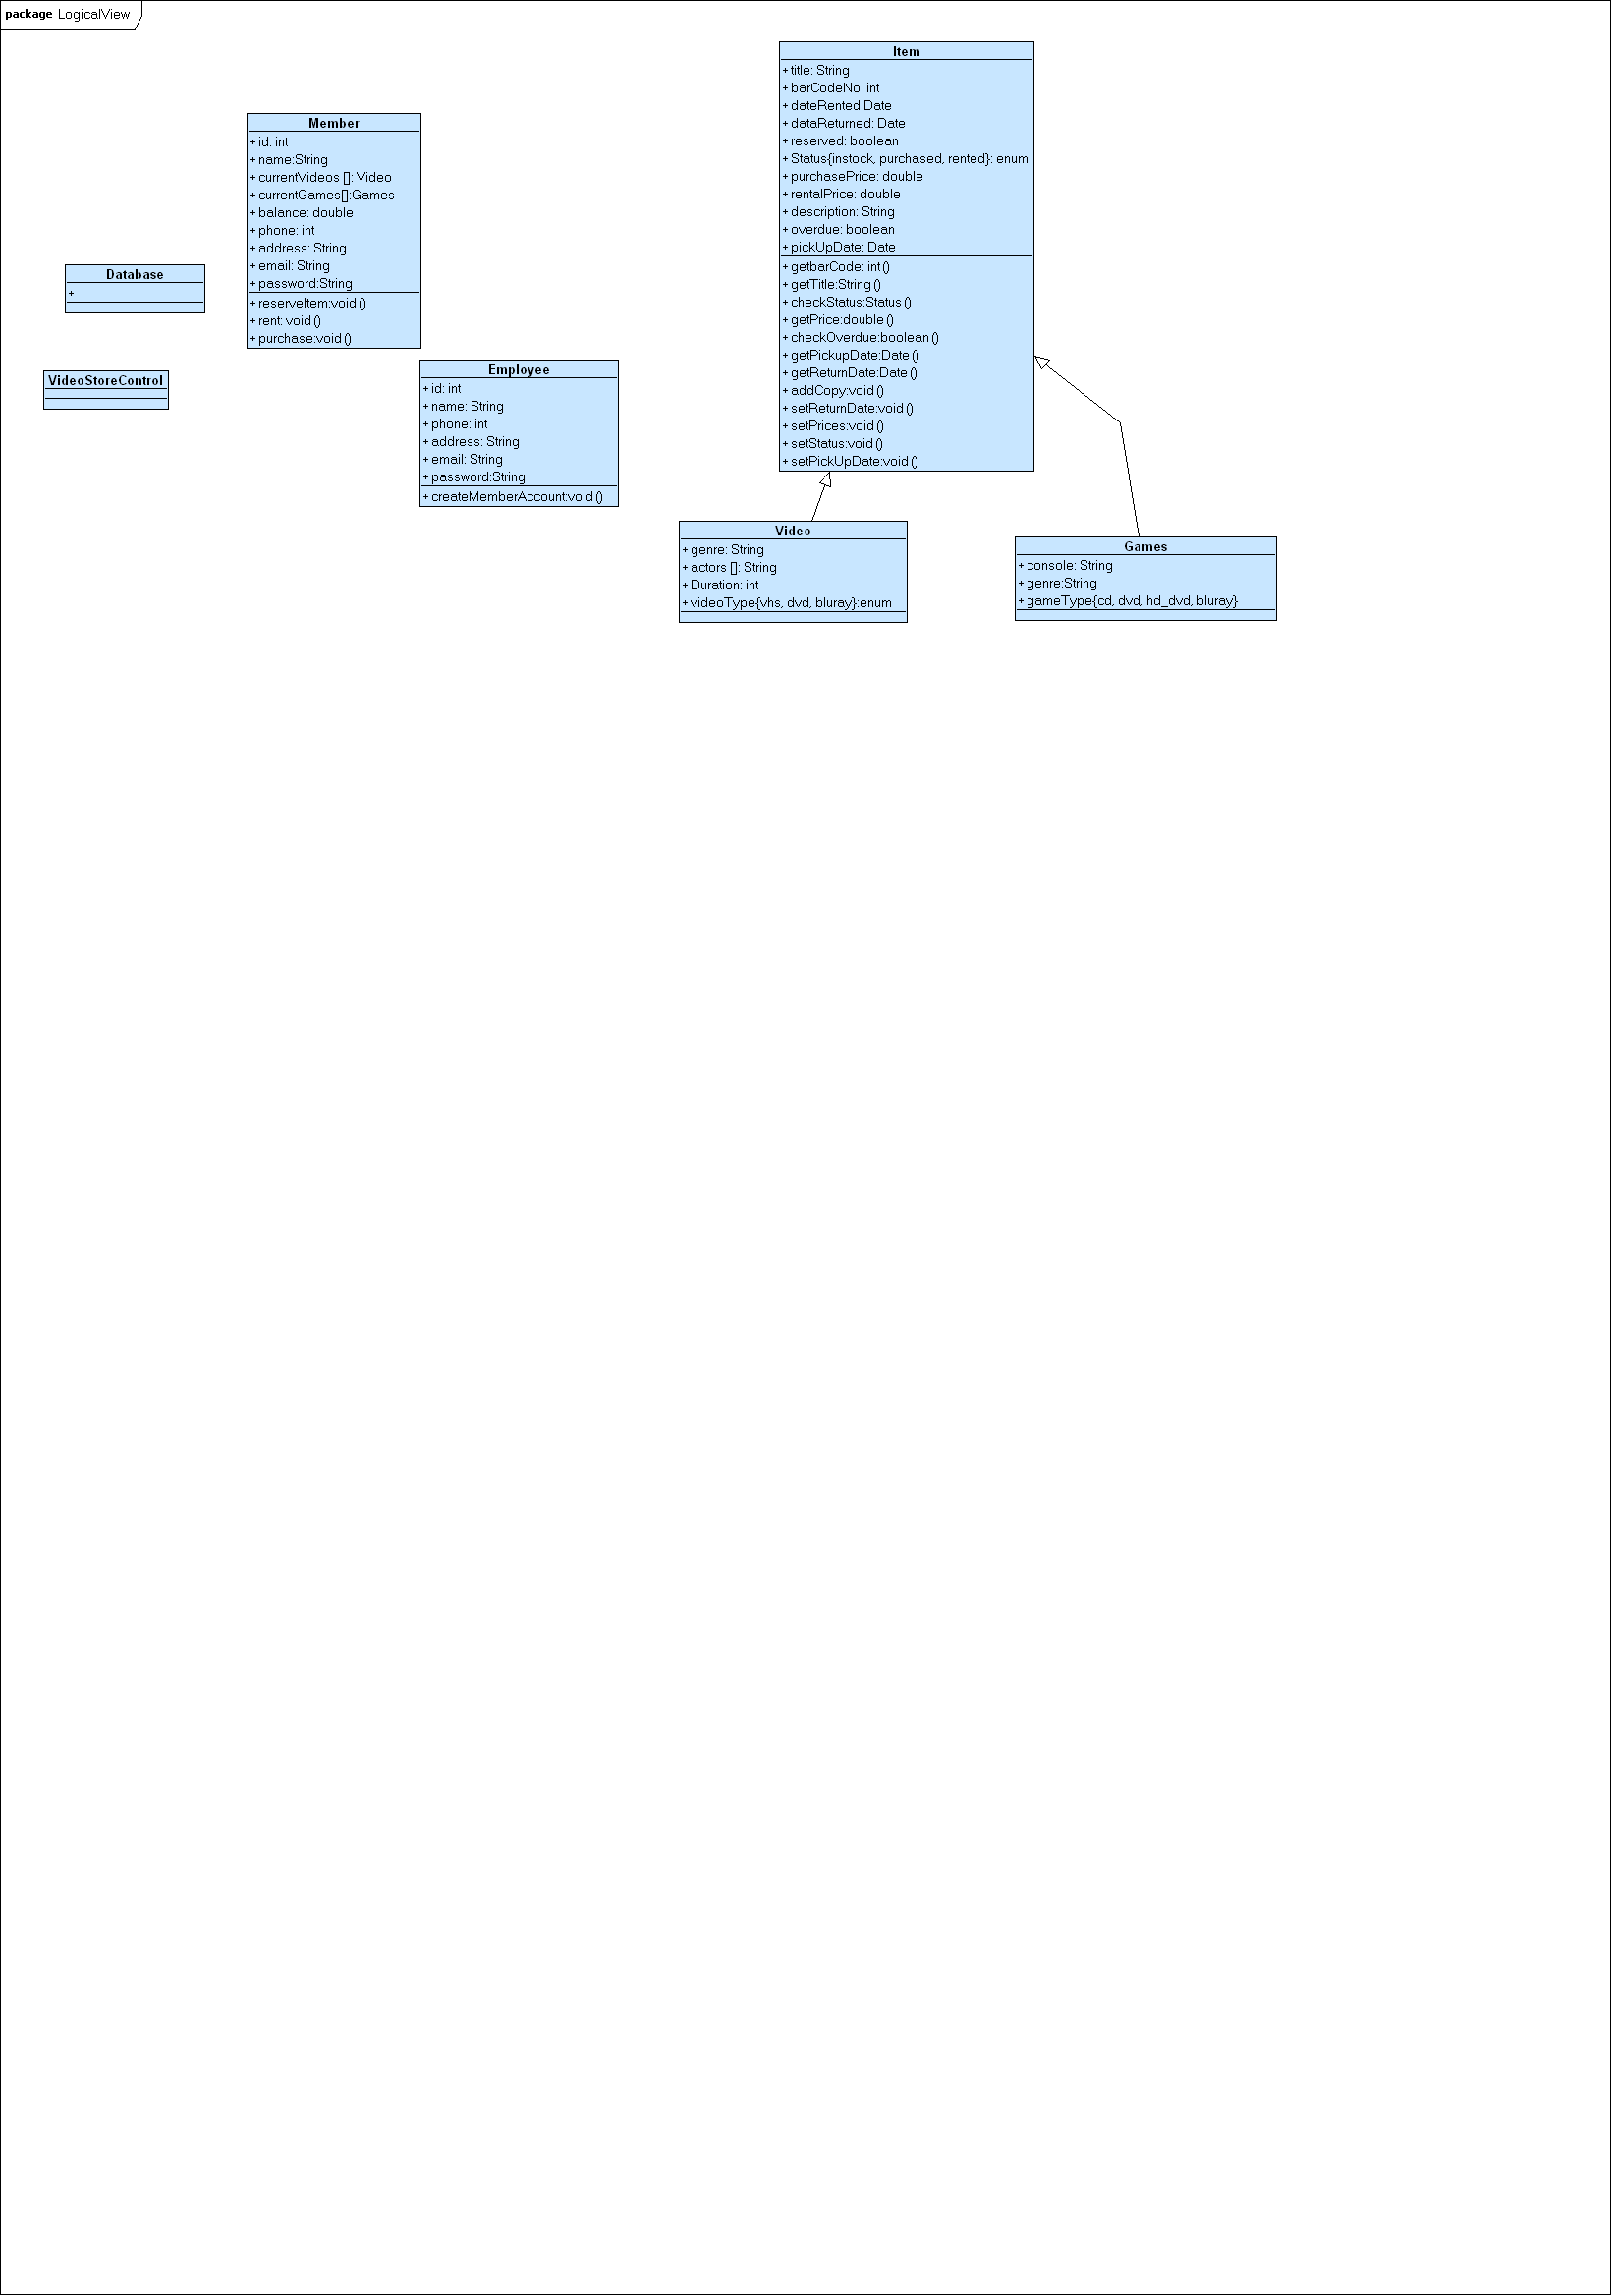 package LogicalView
Item
+ title: String
+ barCodeNo: int
+ dateRented:Date
+ dataReturned: Date
+ reserved: boolean
+ Status{instock, purchased, rented}: enum
+ purchasePrice: double
+ rentalPrice: double
+ description: String
+ overdue: boolean
+ pickUpDate: Date
+ getbarCode: int ()
+ getTitle:String ()
+ checkStatus:Status ()
+ getPrice:double ()
+ checkOverdue:boolean ()
+ getPickupDate:Date ()
+ getReturnDate:Date ()
+ addCopy:void ()
+ setReturnDate:void ()
+ setPrices:void ()
+ setStatus:void ()
+ setPickUpDate:void ()
Member
+ id: int
+ name:String
+ currentVideos []: Video
+ currentGames[]:Games
+ balance: double
+ phone: int
+ address: String
+ email: String
+ password:String
+ reserveItem:void ()
+ rent: void ()
+ purchase:void ()
Database
+
VideoStoreControl
Employee
+ id: int
+ name: String
+ phone: int
+ address: String
+ email: String
+ password:String
+ createMemberAccount:void ()
Video
+ genre: String
+ actors []: String
+ Duration: int
+ videoType{vhs, dvd, bluray}:enum
Games
+ console: String
+ genre:String
+ gameType{cd, dvd, hd_dvd, bluray}